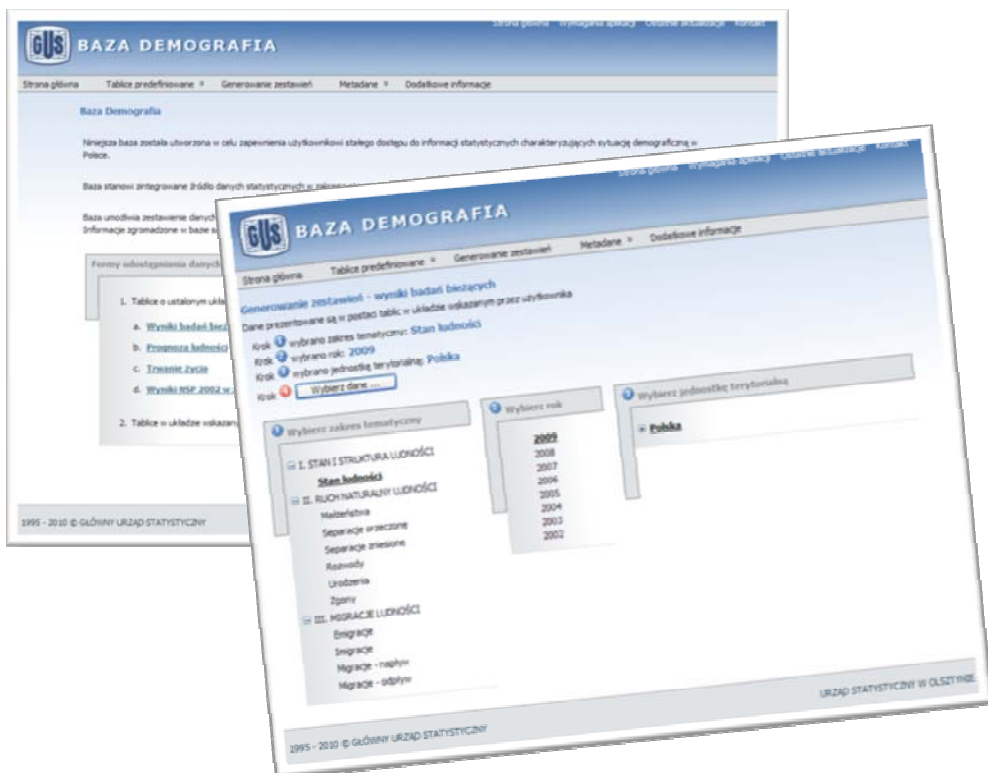 Strona główna Wymagania aplikacji Ostatnie aktualizacje Kontakt
GUS BAZA DEMOGRAFIA
Strona główna Tablice predefiniowane Generowanie zestawień Metadane Dodatkowe informacje
Baza Demografia
Niniejsza baza została utworzona w celu zapewnienia użytkownikowi stałego dostępu do informacji statystycznych charakteryzujących sytuację demograficzną w
Polsce.
Baza stanowi zintegrowane źródło danych statystycznych w
Baza umożliwia zestawienie danych
Informacje zgromadzone w bazie
Formy udostępniania danych
1. Tablice o ustalonym
a. Wyniki badań
b. Prognoza ludności
c. Trwanie życia
d. Wyniki NSP 2002 w
2. Tablice w układzie
1995 - 2010 © GŁÓWNY URZĄD STATYSTYCZNY
Strona główna Wymagania aplikacji Ostatnie aktualizacje Kontakt
GUS BAZA DEMOGRAFIA
Strona główna Tablice predefiniowane Generowanie zestawień Metadane Dodatkowe informacje
Generowanie zestawień - wyniki badań bieżących
Dane prezentowane są w postaci tablic w układzie wskazanym przez użytkownika
Krok 1 wybrano zakres tematyczny: Stan ludności
Krok 2 wybrano rok: 2009
Krok 3 wybrano jednostkę terytorialną: Polska
Krok 4 Wybierz dane ...
1 Wybierz zakres tematyczny
I. STAN I STRUKTURA LUDNOŚCI
Stan ludności
II. RUCH NATURALNY LUDNOŚCI
Małżeństwa
Separacje orzeczone
Separacje zniesione
Rozwody
Urodzenia
Zgony
III. MIGRACJE LUDNOŚCI
Emigracje
Imigracje
Migracje - napływ
Migracje - odpływ
2 Wybierz rok
2009
2008
2007
2006
2005
2004
2003
2002
3 Wybierz jednostkę terytorialną
Polska
1995 - 2010 © GŁÓWNY URZĄD STATYSTYCZNY
URZĄD STATYSTYCZNY W OLSZTYNIE